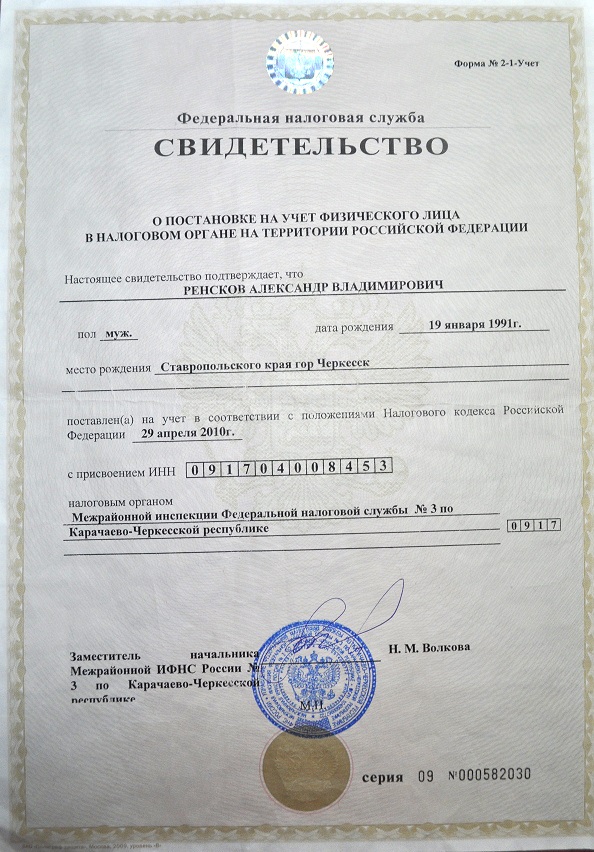 Форма № 2-1-Учет
Федеральная налоговая служба
СВИДЕТЕЛЬСТВО
О ПОСТАНОВКЕ НА УЧЕТ ФИЗИЧЕСКОГО ЛИЦА
В НАЛОГОВОМ ОРГАНЕ НА ТЕРРИТОРИИ РОССИЙСКОЙ ФЕДЕРАЦИИ
Настоящее свидетельство подтверждает, что
РЕНСКОВ АЛЕКСАНДР ВЛАДИМИРОВИЧ
пол муж. дата рождения 19 января 1991г.
место рождения Ставропольского края гор Черкесск
поставлен(а) на учет в соответствии с положениями Налогового кодекса Российской
Федерации 29 апреля 2010г.
с присвоением ИНН 091704008453
налоговым органом
Межрайонной инспекции Федеральной налоговой службы № 3 по
Карачаево-Черкесской республике 0917
Заместитель начальника Н. М. Волкова
Межрайонной ИФНС России №
3 по Карачаево-Черкесской
республике
М.П.
серия 09 №000582030